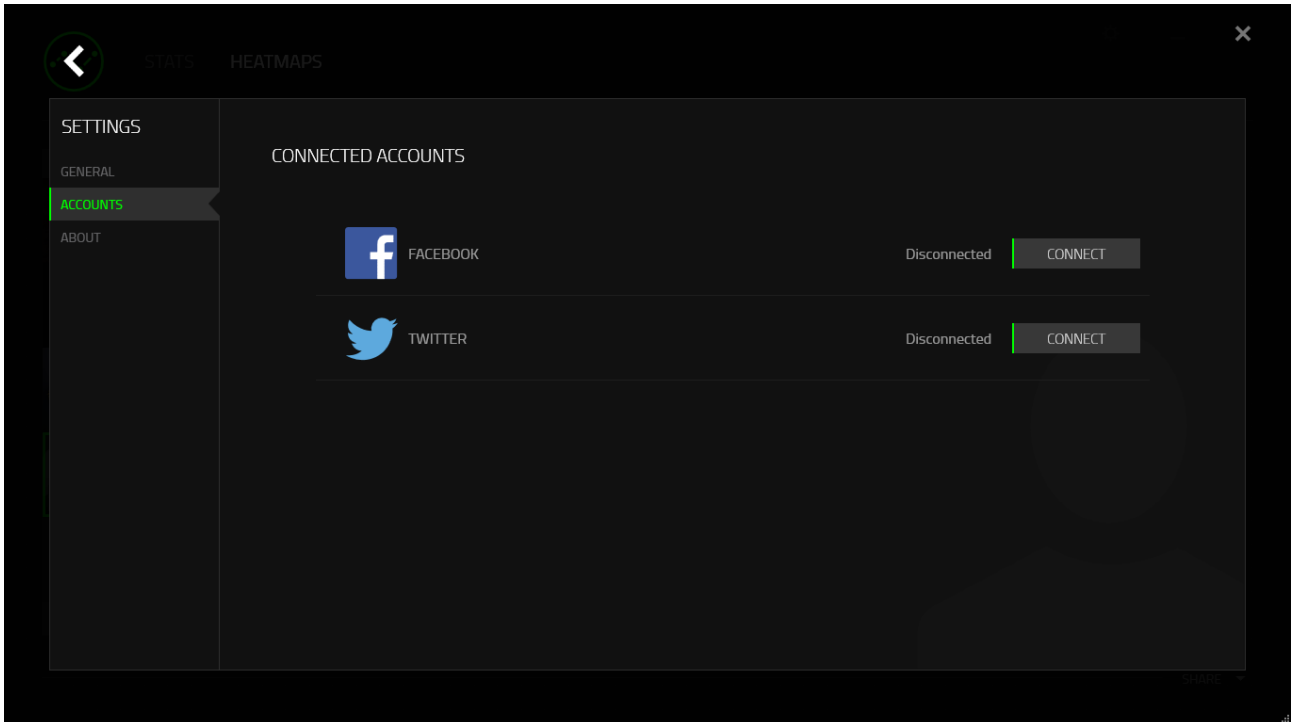 STATS HEATMAPS
SETTINGS
GENERAL
ACCOUNTS
ABOUT
CONNECTED ACCOUNTS
FACEBOOK Disconnected CONNECT
TWITTER Disconnected CONNECT
SHARE